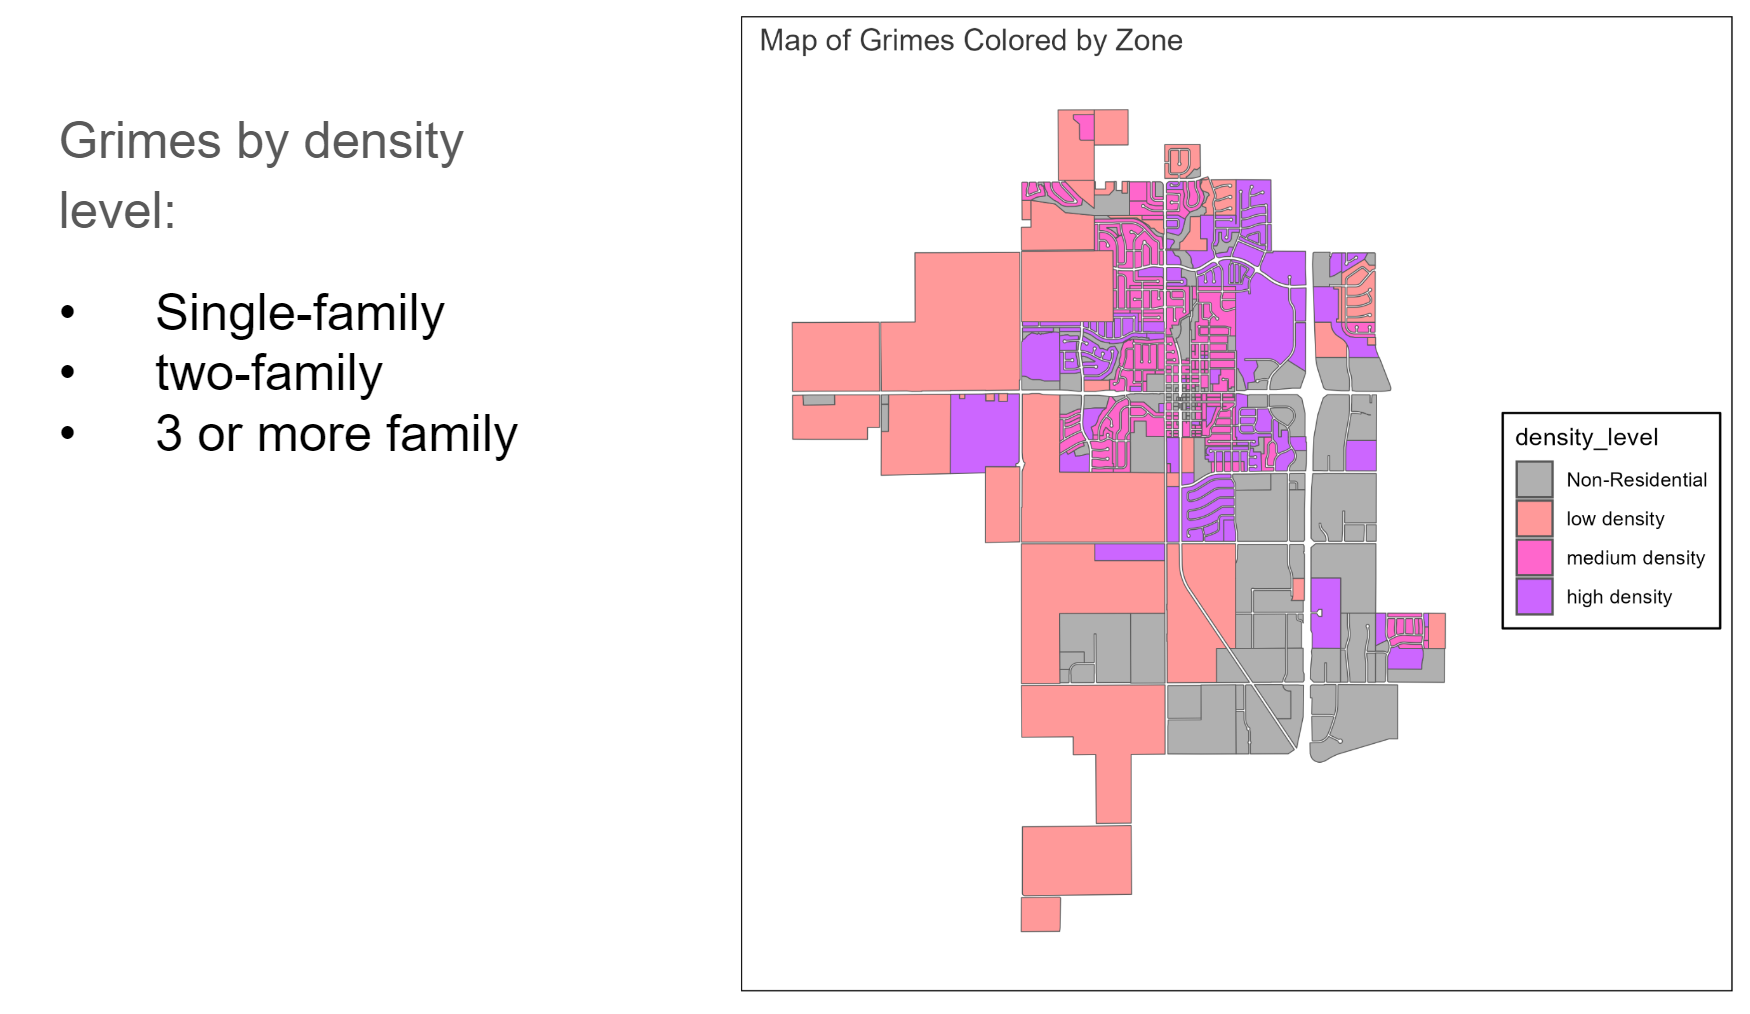 Grimes by density
level:
• Single-family
• two-family
• 3 or more family
Map of Grimes Colored by Zone
density_level
Non-Residential
low density
medium density
high density